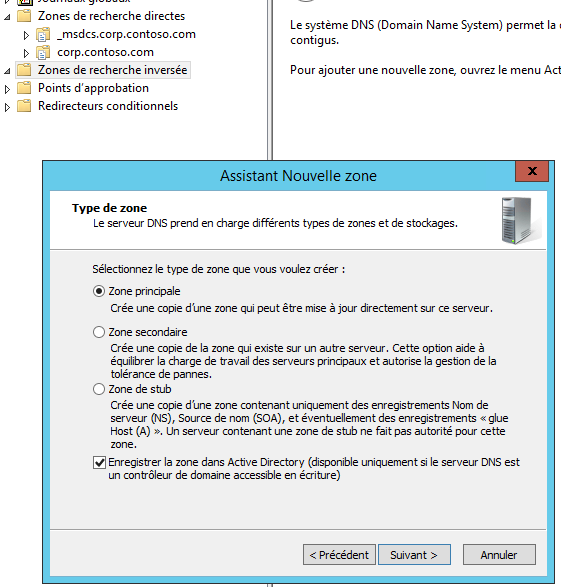 Journaux globaux
Zones de recherche directes
_msdcs.corp.contoso.com
corp.contoso.com
Zones de recherche inversée
Points d'approbation
Redirecteurs conditionnels
Le système DNS (Domain Name System) permet la
contigus.
Pour ajouter une nouvelle zone, ouvrez le menu Act
Assistant Nouvelle zone
x
Type de zone
Le serveur DNS prend en charge différents types de zones et de stockages.
Sélectionnez le type de zone que vous voulez créer :
Zone principale
Crée une copie d'une zone qui peut être mise à jour directement sur ce serveur.
Zone secondaire
Crée une copie de la zone qui existe sur un autre serveur. Cette option aide à
équilibrer la charge de travail des serveurs principaux et autorise la gestion de la
tolérance de pannes.
Zone de stub
Crée une copie d'une zone contenant uniquement des enregistrements Nom de
serveur (NS), Source de nom (SOA), et éventuellement des enregistrements « glue
Host (A) ». Un serveur contenant une zone de stub ne fait pas autorité pour cette
zone.
Enregistrer la zone dans Active Directory (disponible uniquement si le serveur DNS est
un contrôleur de domaine accessible en écriture)
< Précédent
Suivant >
Annuler